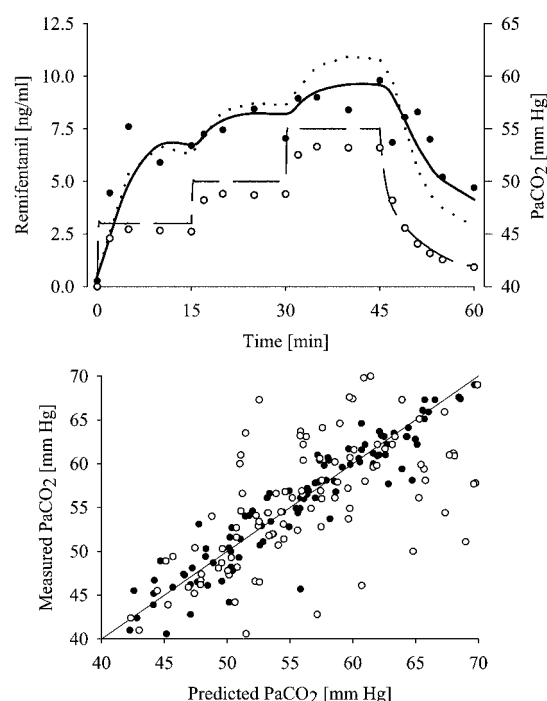 12.5
10.0
7.5
5.0
2.5
0.0
Remifentanil [ng/ml]
65
60
55
50
45
40
PaCO2 [mm Hg]
0 15 30 45 60
Time [min]
70
65
60
55
50
45
40
Measured PaCO2 [mm Hg]
40 45 50 55 60 65 70
Predicted PaCO2 [mm Hg]